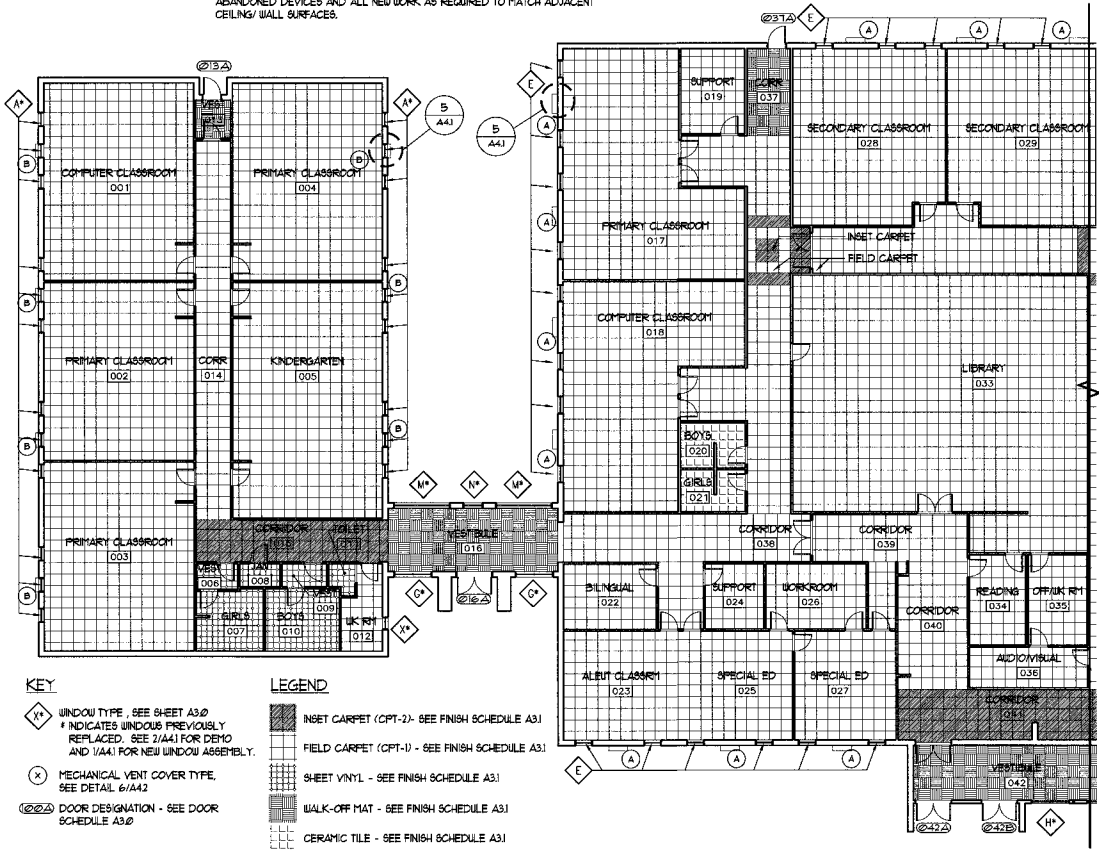 ABANDONED DEVICES AND ALL NEW WORK AS REQUIRED TO MATCH ADJACENT
CEILING/ WALL SURFACES.
013A
037A
E
A
A
A
A*
A*
5
A4.1
5
A4.1
E
A
B
B
VEST
COMPUTER CLASSROOM
001
PRIMARY CLASSROOM
004
SUPPORT
019
CORR
037
SECONDARY CLASSROOM
028
SECONDARY CLASSROOM
029
PRIMARY CLASSROOM
017
A
INSET CARPET
FIELD CARPET
B
B
COMPUTER CLASSROOM
018
A
PRIMARY CLASSROOM
002
CORR
014
KINDERGARTEN
005
LIBRARY
033
B
B
BOYS
020
GIRLS
021
A
M*
N*
M*
PRIMARY CLASSROOM
003
CORRIDOR
TOILET
VESTIBULE
016
CORRIDOR
038
CORRIDOR
039
VEST
006
JAN
008
VEST
009
GIRLS
007
BOYS
010
WK RM
012
B
G*
016A
G*
X*
BILINGUAL
022
SUPPORT
024
WORKROOM
026
CORRIDOR
040
READING
034
OFF/WK RM
035
AUDIO/VISUAL
036
ALEUT CLASSRM
023
SPECIAL ED
025
SPECIAL ED
027
CORRIDOR
041
VESTIBULE
042
E
A
A
A
042A
042B
H*
KEY
X*
WINDOW TYPE , SEE SHEET A3.0
* INDICATES WINDOWS PREVIOUSLY
REPLACED. SEE 2/A4.1 FOR DEMO
AND 1/A4.1 FOR NEW WINDOW ASSEMBLY.
X
MECHANICAL VENT COVER TYPE,
SEE DETAIL 6/A4.2
100A
DOOR DESIGNATION - SEE DOOR
SCHEDULE A3.0
LEGEND
INSET CARPET (CPT-2)- SEE FINISH SCHEDULE A3.1
FIELD CARPET (CPT-1) - SEE FINISH SCHEDULE A3.1
SHEET VINYL - SEE FINISH SCHEDULE A3.1
WALK-OFF MAT - SEE FINISH SCHEDULE A3.1
CERAMIC TILE - SEE FINISH SCHEDULE A3.1